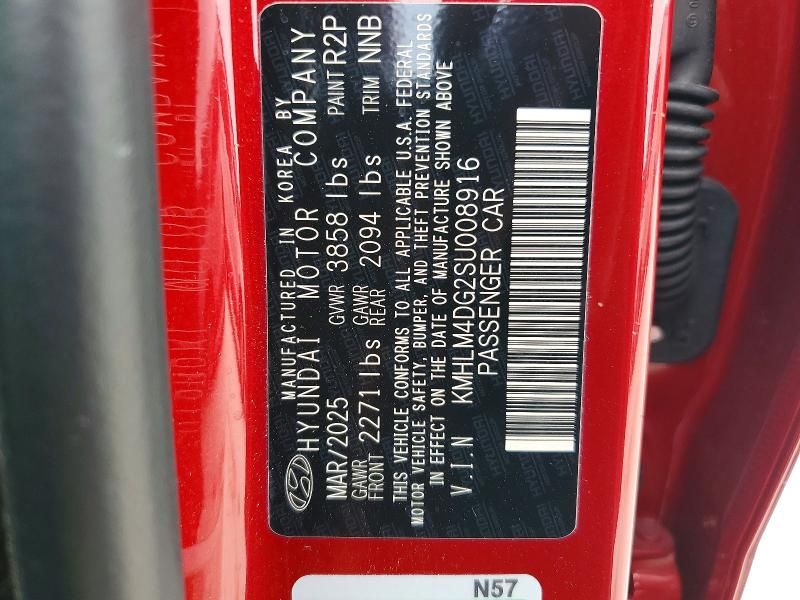 MANUFACTURED IN KOREA BY
HYUNDAI MOTOR COMPANY
MAR/2025 GVWR 3858 lbs PAINT R2P
GAWR FRONT 2271 lbs GAWR REAR 2094 lbs TRIM NNB
THIS VEHICLE CONFORMS TO ALL APPLICABLE U.S.A. FEDERAL
MOTOR VEHICLE SAFETY, BUMPER, AND THEFT PREVENTION STANDARDS
IN EFFECT ON THE DATE OF MANUFACTURE SHOWN ABOVE
V.I.N KMHLM4DG2SU008916
PASSENGER CAR
N57